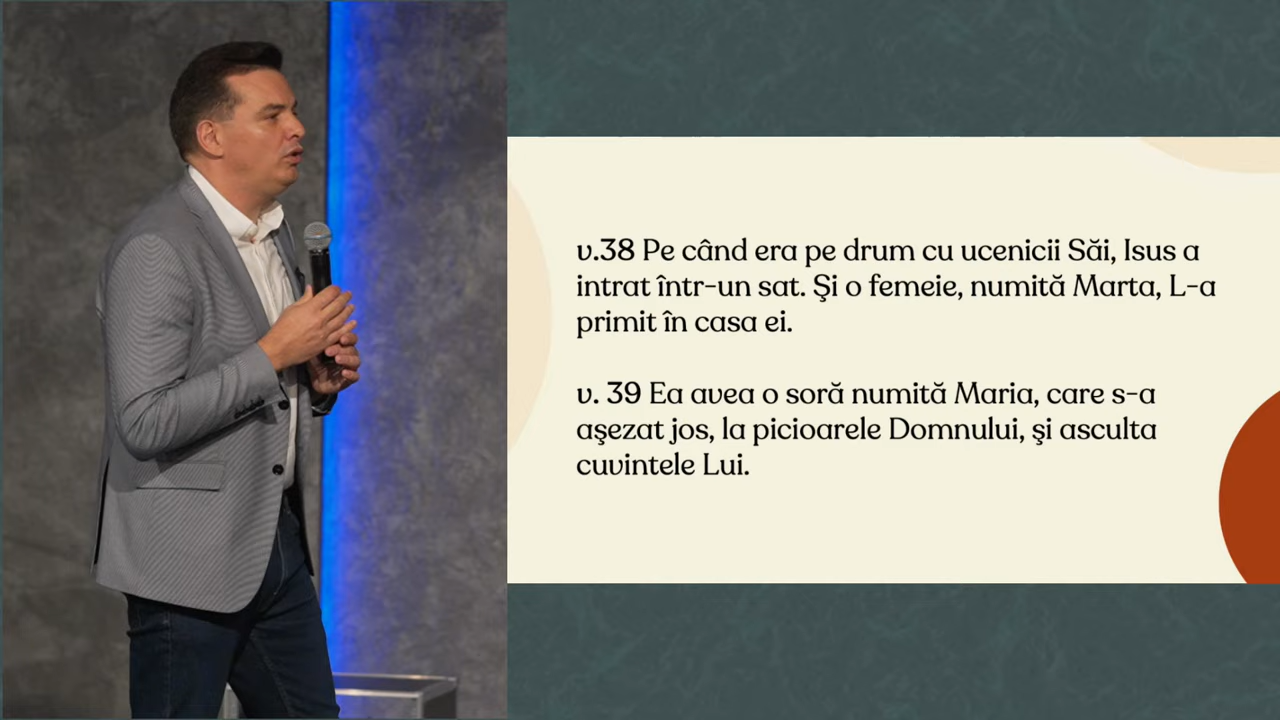 v.38 Pe când era pe drum cu ucenicii Săi, Isus a
intrat într-un sat. Şi o femeie, numită Marta, L-a
primit în casa ei.
v. 39 Ea avea o soră numită Maria, care s-a
aşezat jos, la picioarele Domnului, şi asculta
cuvintele Lui.